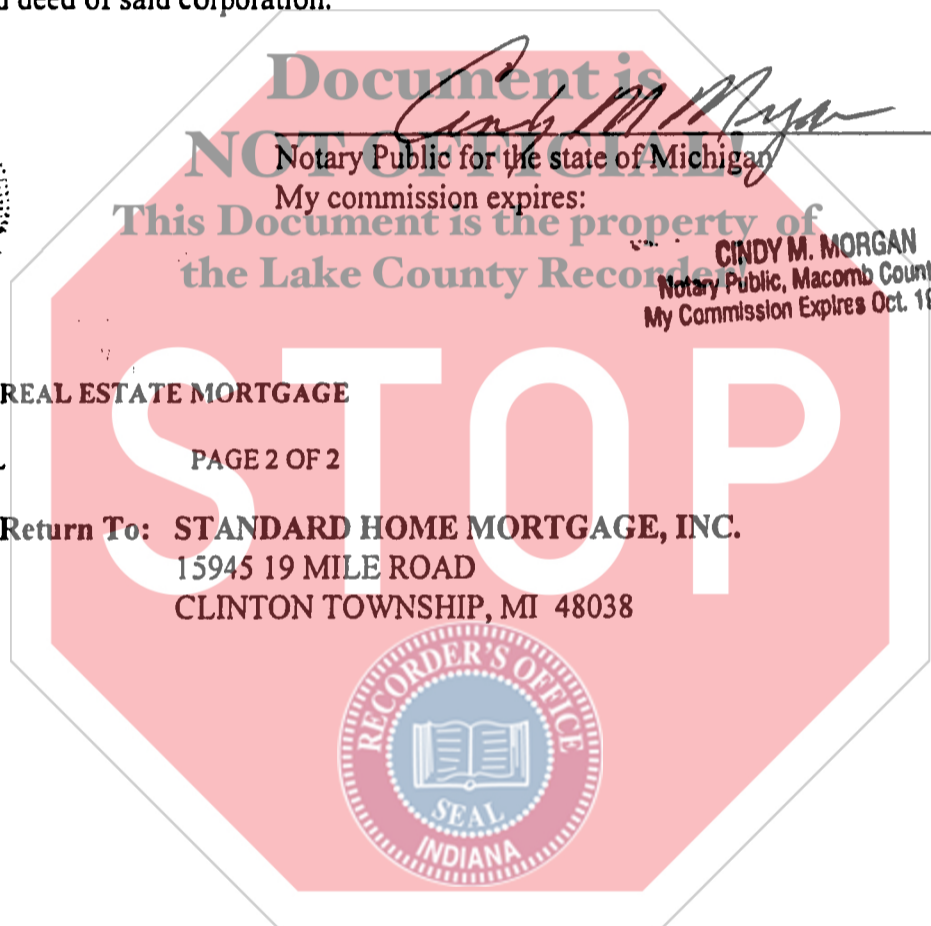 deed of said corporation.
Document is
NOT OFFICIAL!
This Document is the property of
the Lake County Recorder!
Cindy M Morgan
Notary Public for the state of Michigan
My commission expires:
CINDY M. MORGAN
Notary Public, Macomb
My Commission Expires Oct.
REAL ESTATE MORTGAGE
PAGE 2 OF 2
Return To: STANDARD HOME MORTGAGE, INC.
15945 19 MILE ROAD
CLINTON TOWNSHIP, MI 48038
STOP
RECORDER'S OFFICE
SEAL
INDIANA